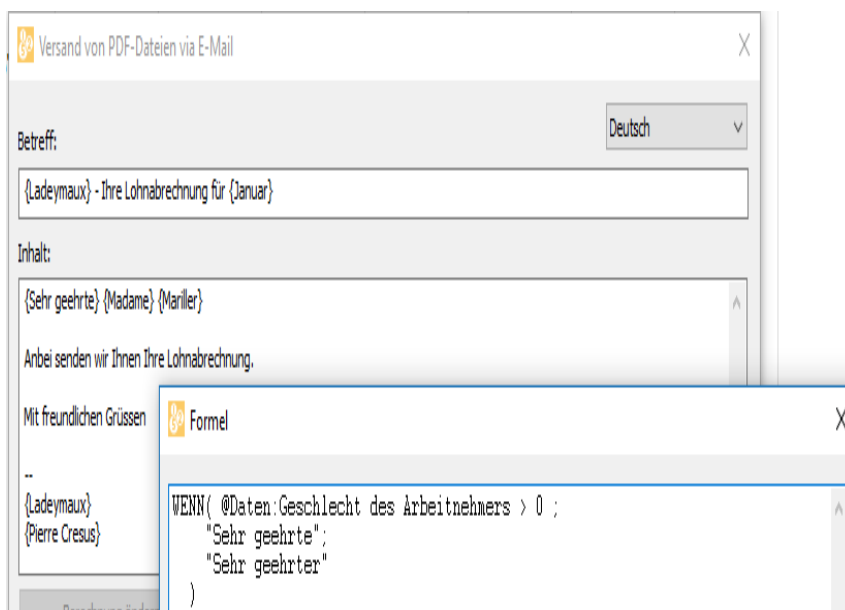 Versand von PDF-Dateien via E-Mail
Deutsch
Betreff:
{Ladeymaux} - Ihre Lohnabrechnung für {Januar}
Inhalt:
{Sehr geehrte} {Madame} {Mariller}
Anbei senden wir Ihnen Ihre Lohnabrechnung.
Mit freundlichen Grüssen
--
{Ladeymaux}
{Pierre Cresus}
Formel
WENN( @Daten:Geschlecht des Arbeitnehmers > 0 ;
"Sehr geehrte";
"Sehr geehrter"
)